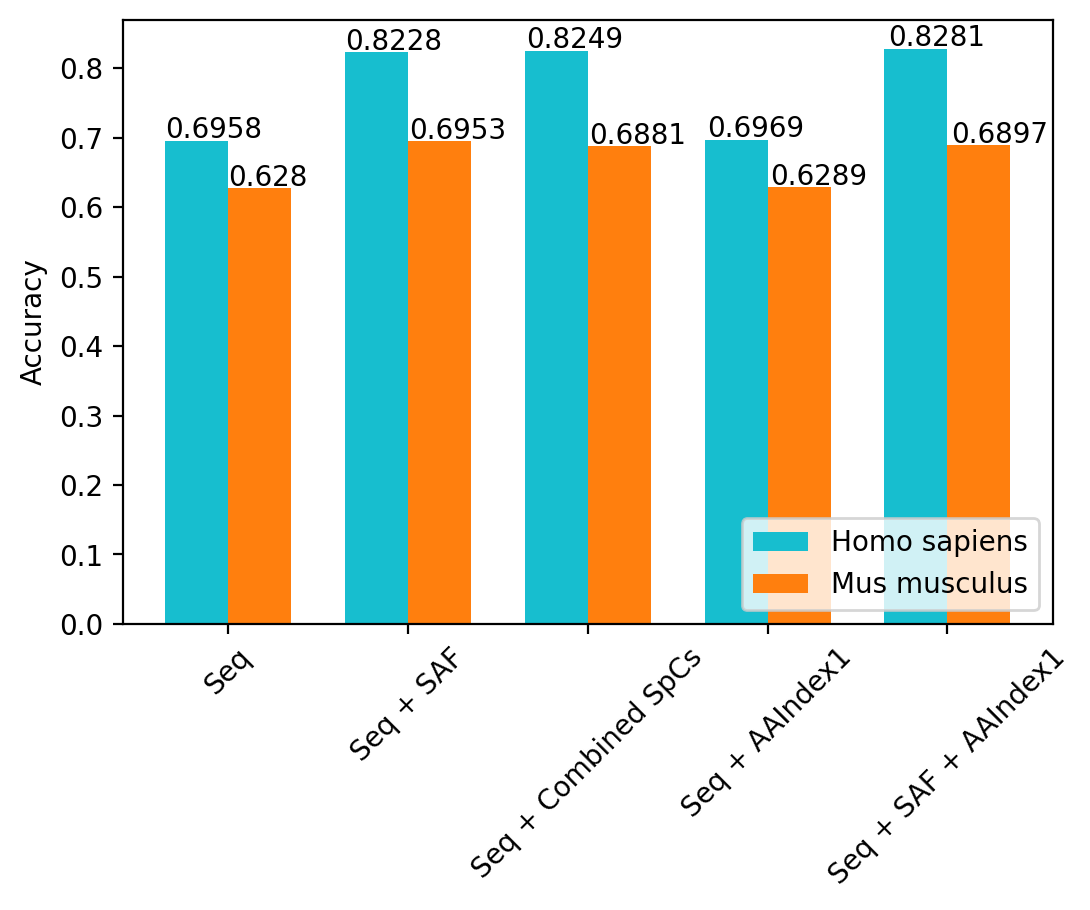 0.6958
0.628
0.8228
0.6953
0.8249
0.6881
0.6969
0.6289
0.8281
0.6897
Accuracy
0.8
0.7
0.6
0.5
0.4
0.3
0.2
0.1
0.0
Homo sapiens
Mus musculus
Seq
Seq + SAF
Seq + Combined SpCs
Seq + AAIndex1
Seq + SAF + AAIndex1